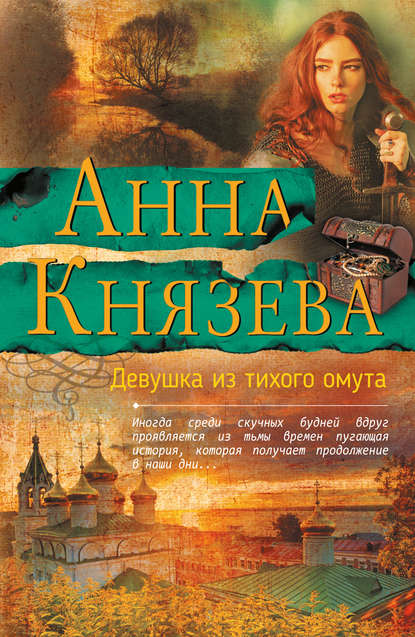 Анна
Князева
Девушка из тихого омута
Иногда среди скучных будней вдруг
проявляется из тьмы времен пугающая
история, которая получает продолжение
в наши дни...